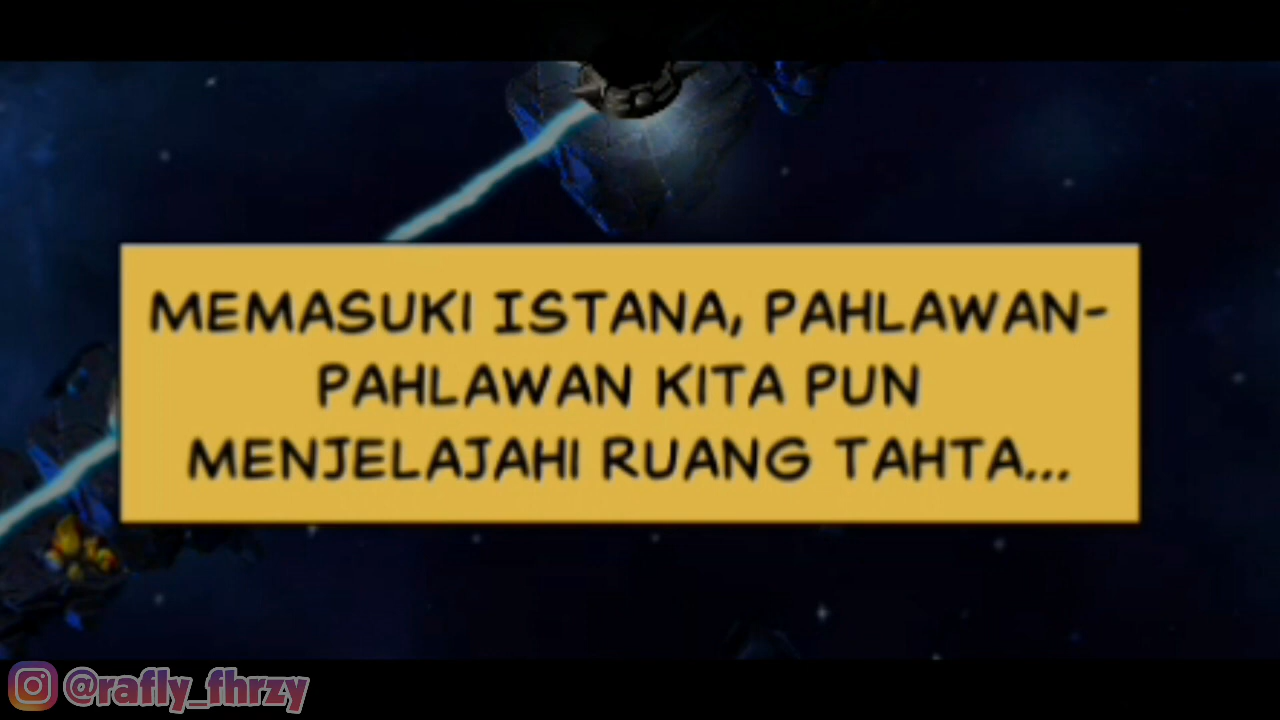 MEMASUKI ISTANA, PAHLAWAN-
PAHLAWAN KITA PUN
MENJELAJAHI RUANG TAHTA...
@rafly_fhrzy